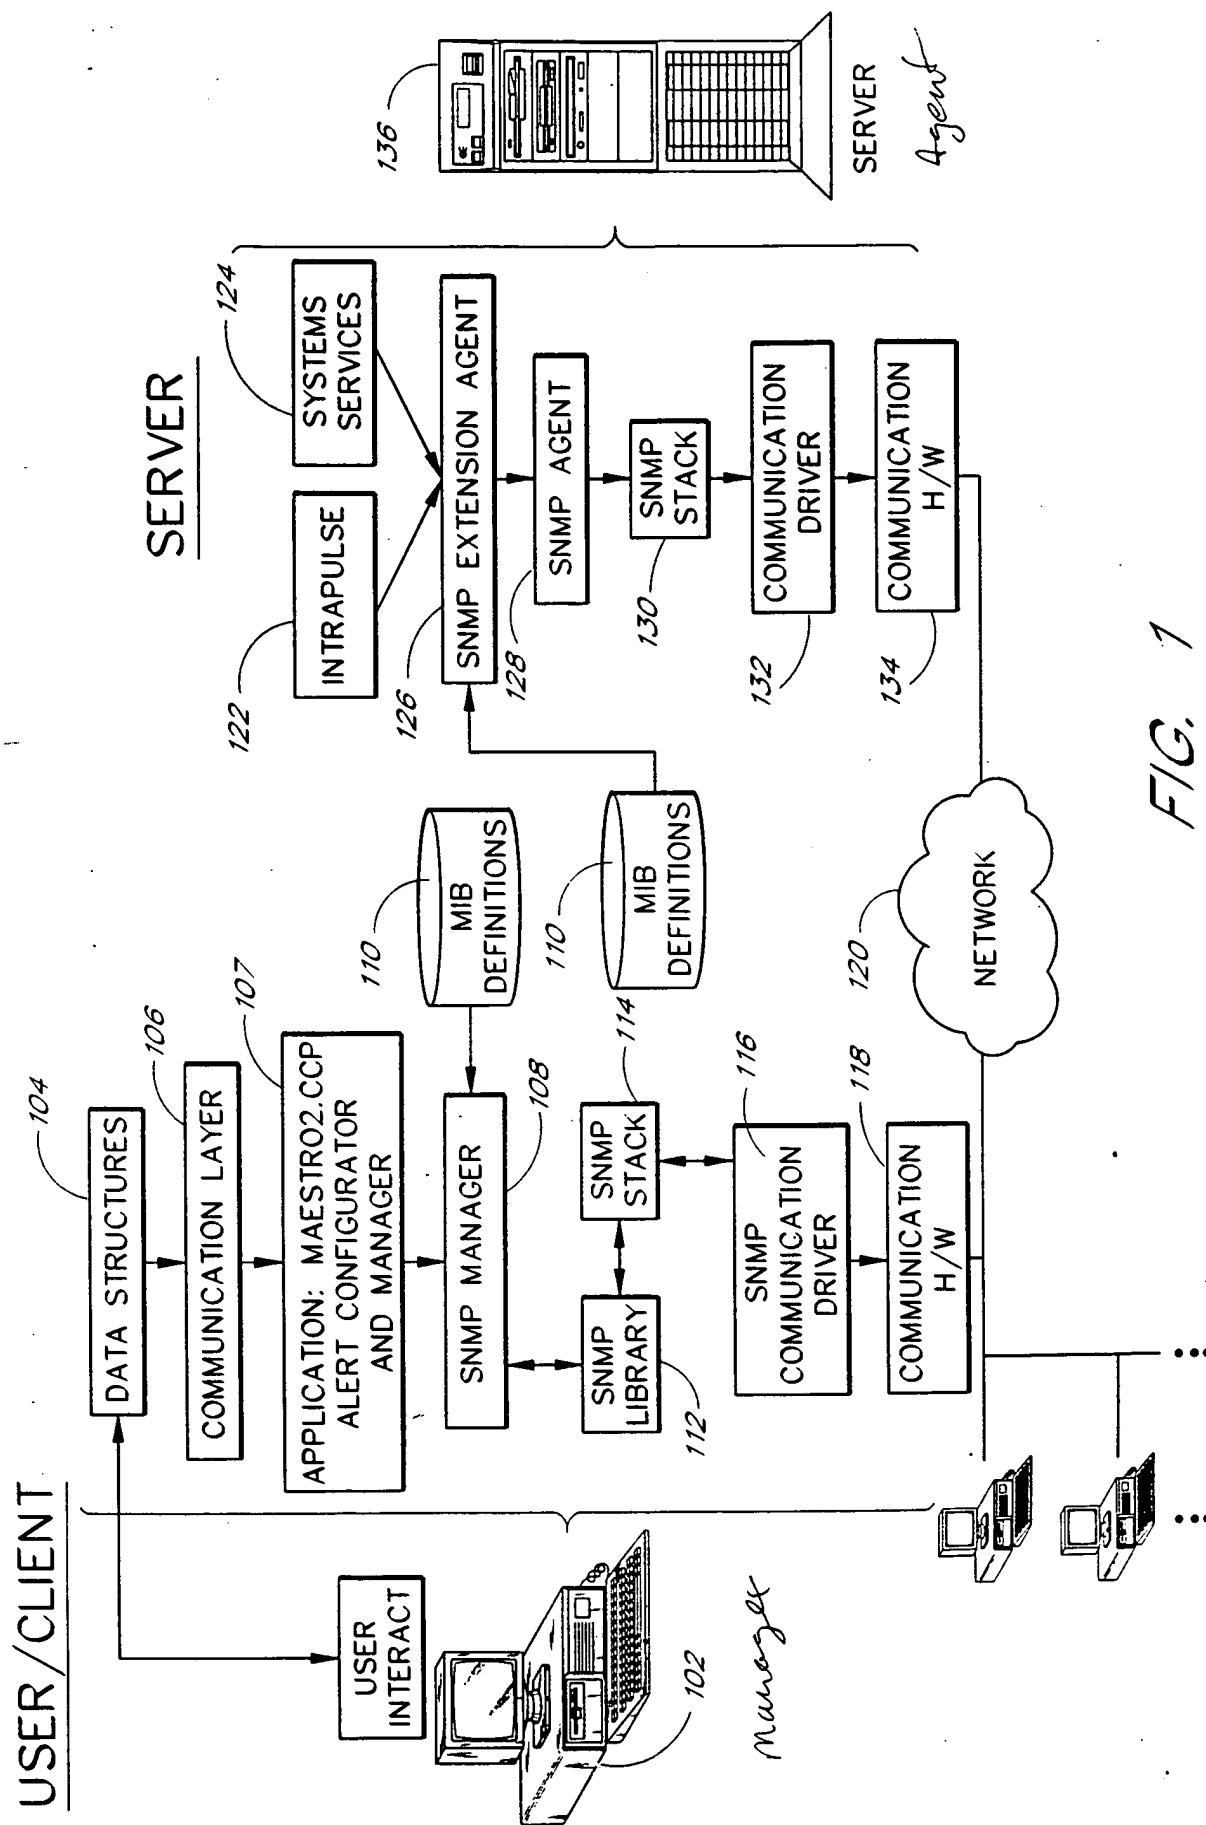 USER/CLIENT
SERVER
USER
INTERACT
102
Manager
104
DATA STRUCTURES
106
COMMUNICATION LAYER
107
APPLICATION: MAESTRO2.CCP
ALERT CONFIGURATOR
AND MANAGER
SNMP MANAGER
108
110
MIB
DEFINITIONS
SNMP
LIBRARY
112
SNMP
STACK
114
SNMP
COMMUNICATION
DRIVER
116
COMMUNICATION
H/W
118
110
MIB
DEFINITIONS
120
NETWORK
122
INTRAPULSE
124
SYSTEMS
SERVICES
126
SNMP EXTENSION AGENT
128
SNMP AGENT
130
SNMP
STACK
132
COMMUNICATION
DRIVER
134
COMMUNICATION
H/W
136
SERVER
Agent
FIG. 1